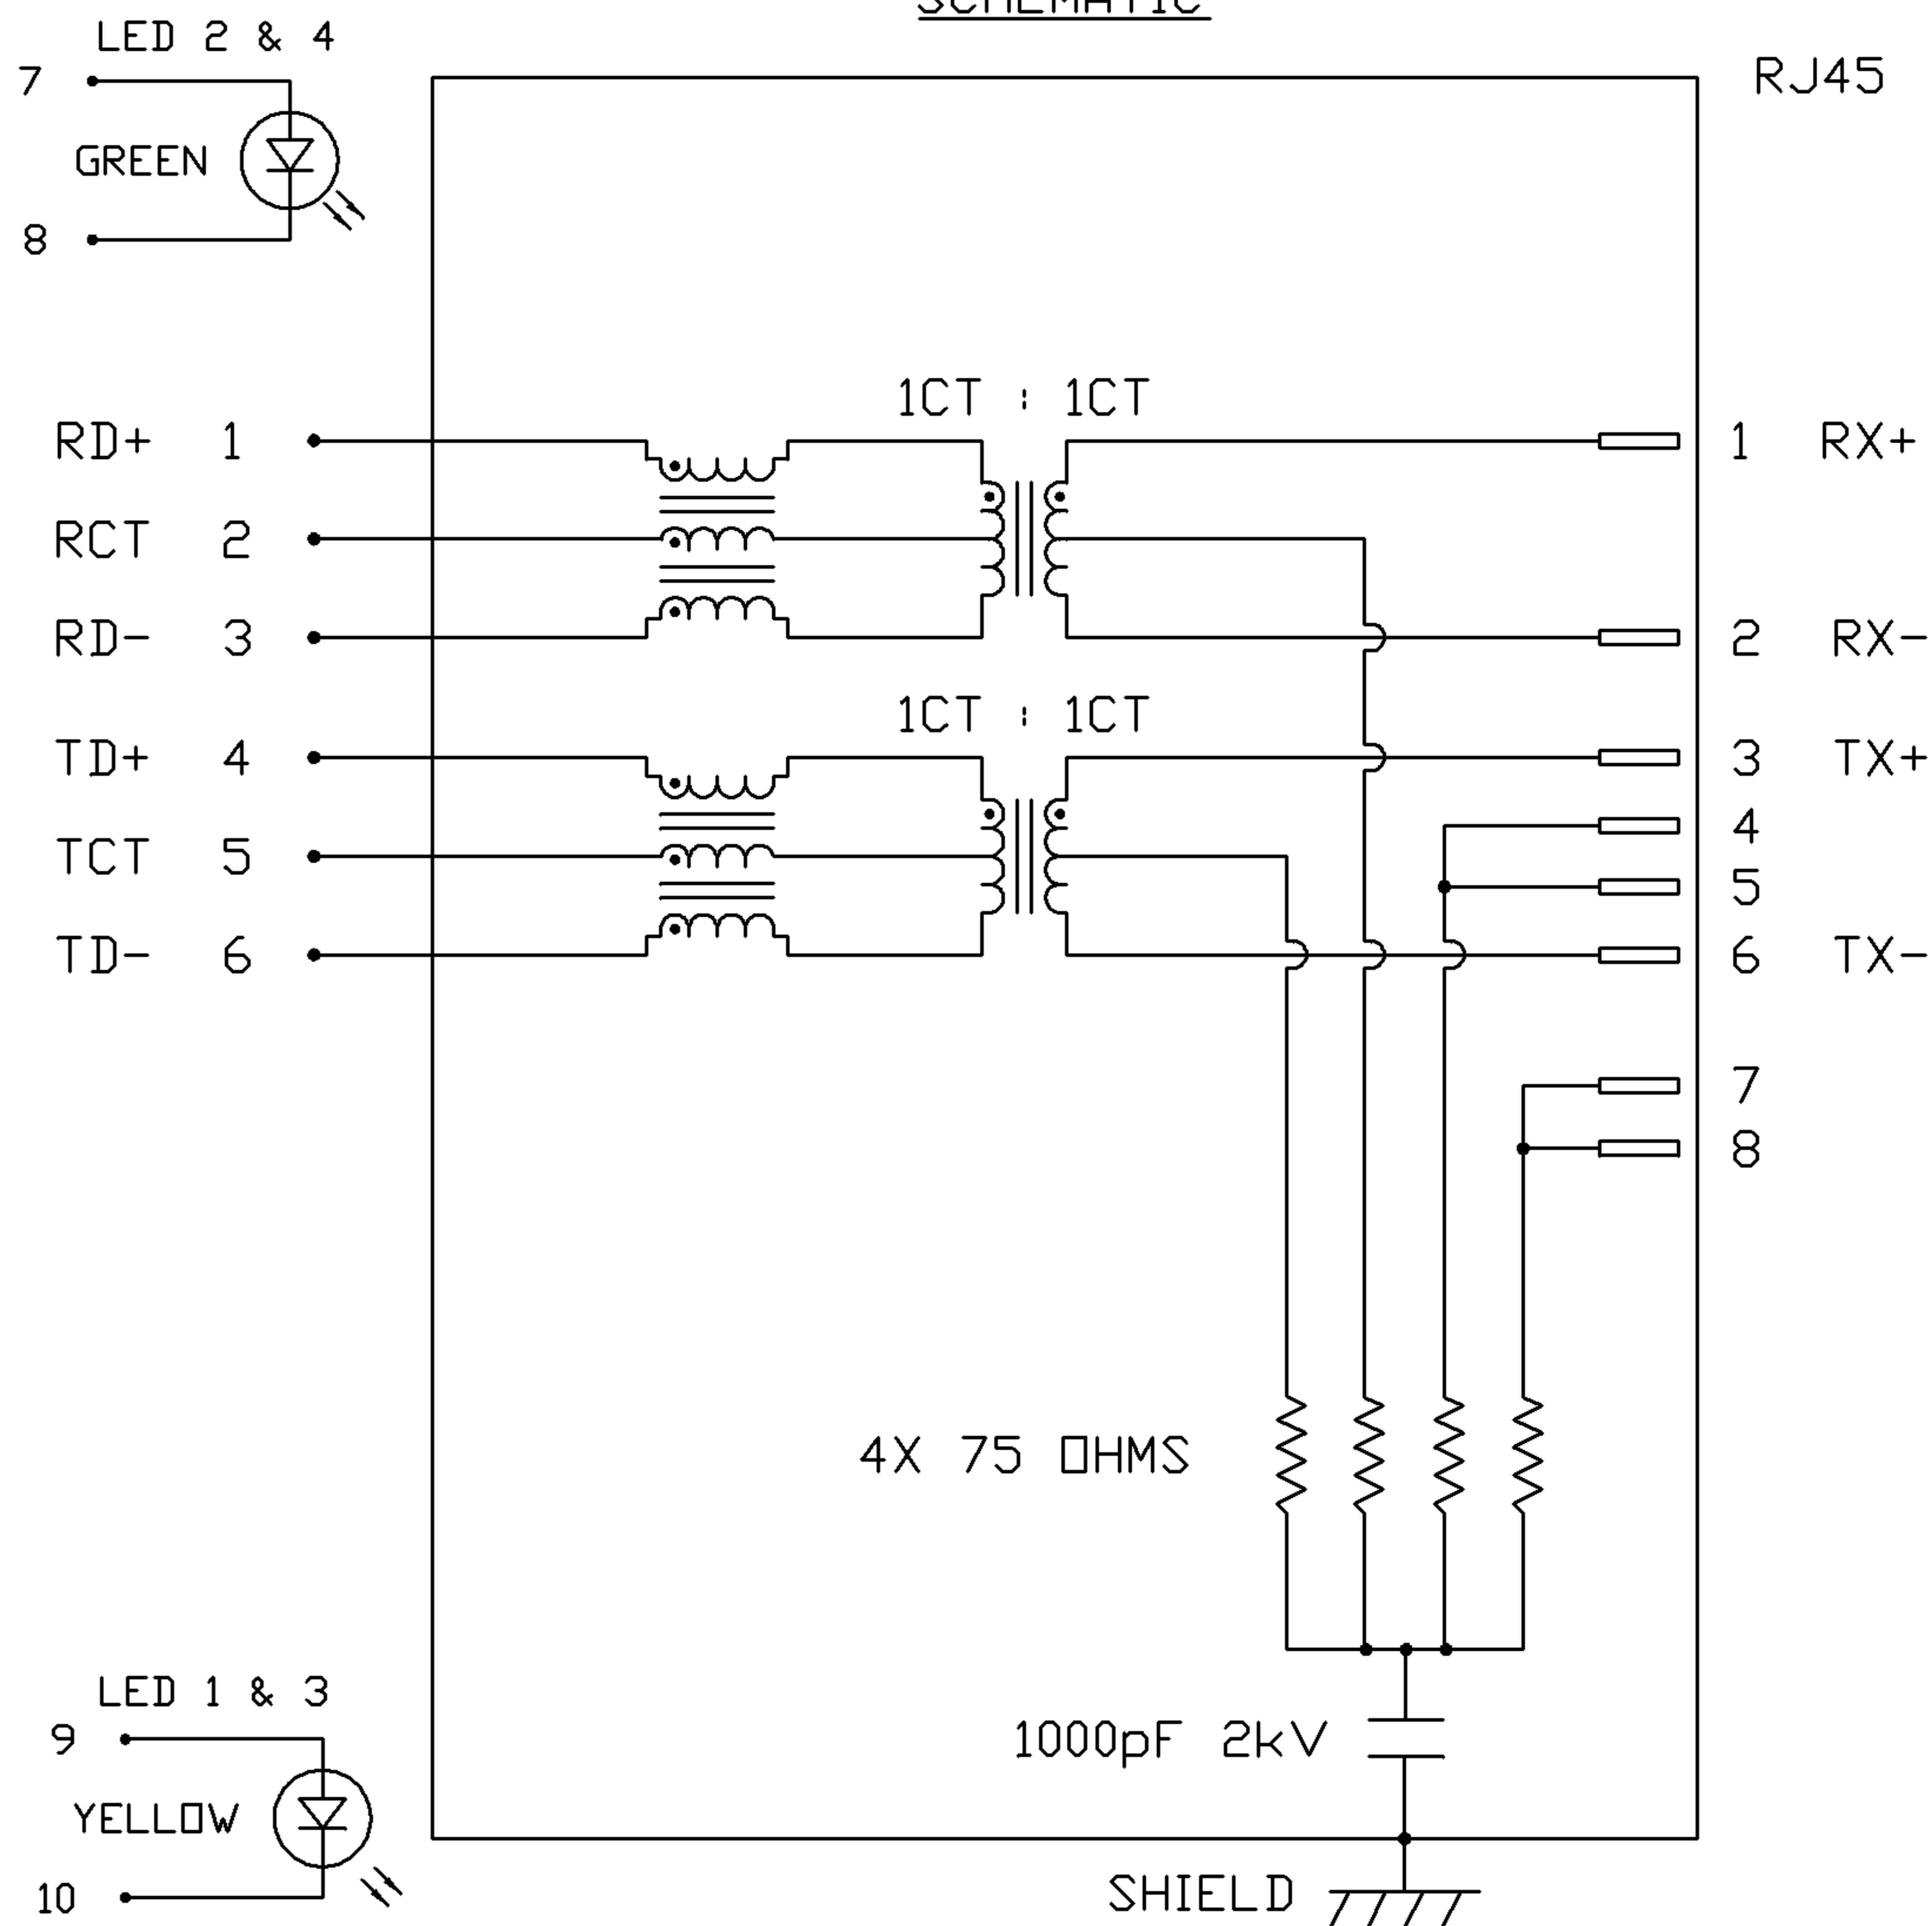 SCHEMATIC
LED 2 & 4
RJ45
7
GREEN
8
1CT : 1CT
RD+ 1
1 RX+
RCT 2
RD- 3
2 RX-
1CT : 1CT
TD+ 4
3 TX+
4
TCT 5
5
TD- 6
6 TX-
7
8
4X 75 OHMS
LED 1 & 3
9
1000pF 2kV
YELLOW
10
SHIELD